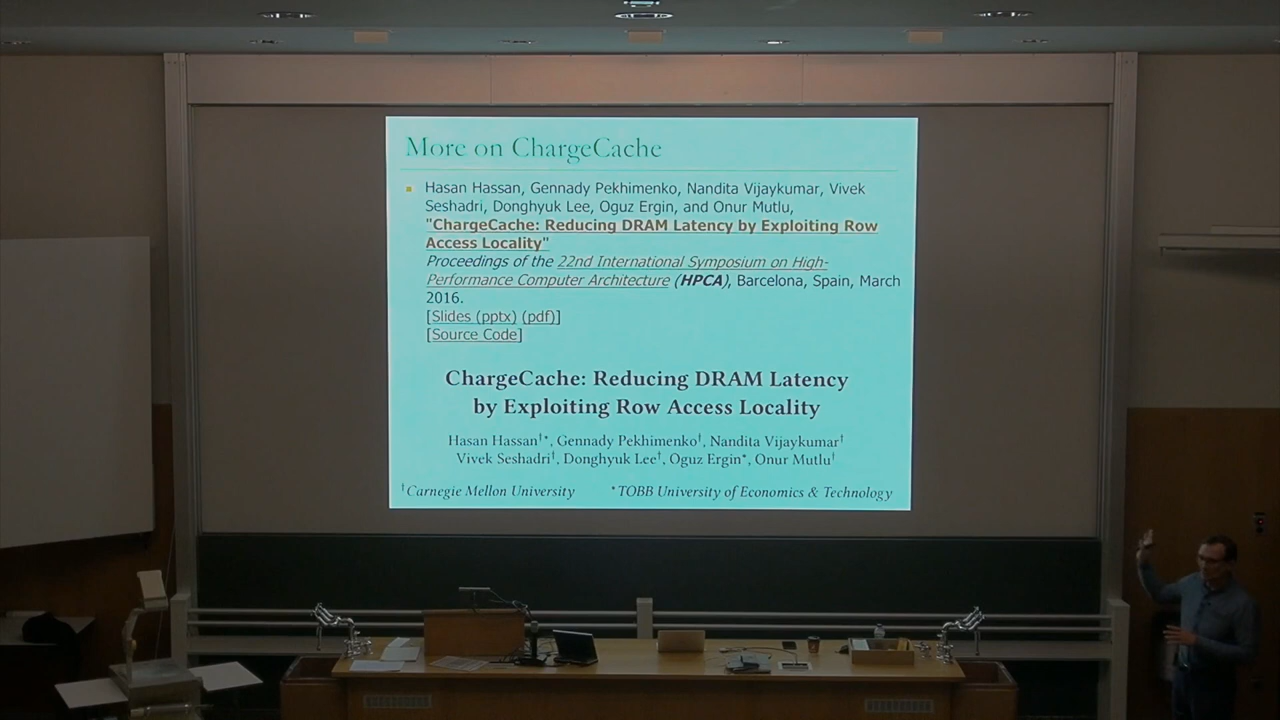 More on ChargeCache
Hasan Hassan, Gennady Pekhimenko, Nandita Vijaykumar, Vivek
Seshadri, Donghyuk Lee, Oguz Ergin, and Onur Mutlu,
"ChargeCache: Reducing DRAM Latency by Exploiting Row
Access Locality"
Proceedings of the 22nd International Symposium on High-
Performance Computer Architecture (HPCA), Barcelona, Spain, March
2016.
[Slides (pptx) (pdf)]
[Source Code]
ChargeCache: Reducing DRAM Latency
by Exploiting Row Access Locality
Hasan Hassan†*, Gennady Pekhimenko†, Nandita Vijaykumar†
Vivek Seshadri†, Donghyuk Lee†, Oguz Ergin*, Onur Mutlu†
†Carnegie Mellon University *TOBB University of Economics & Technology